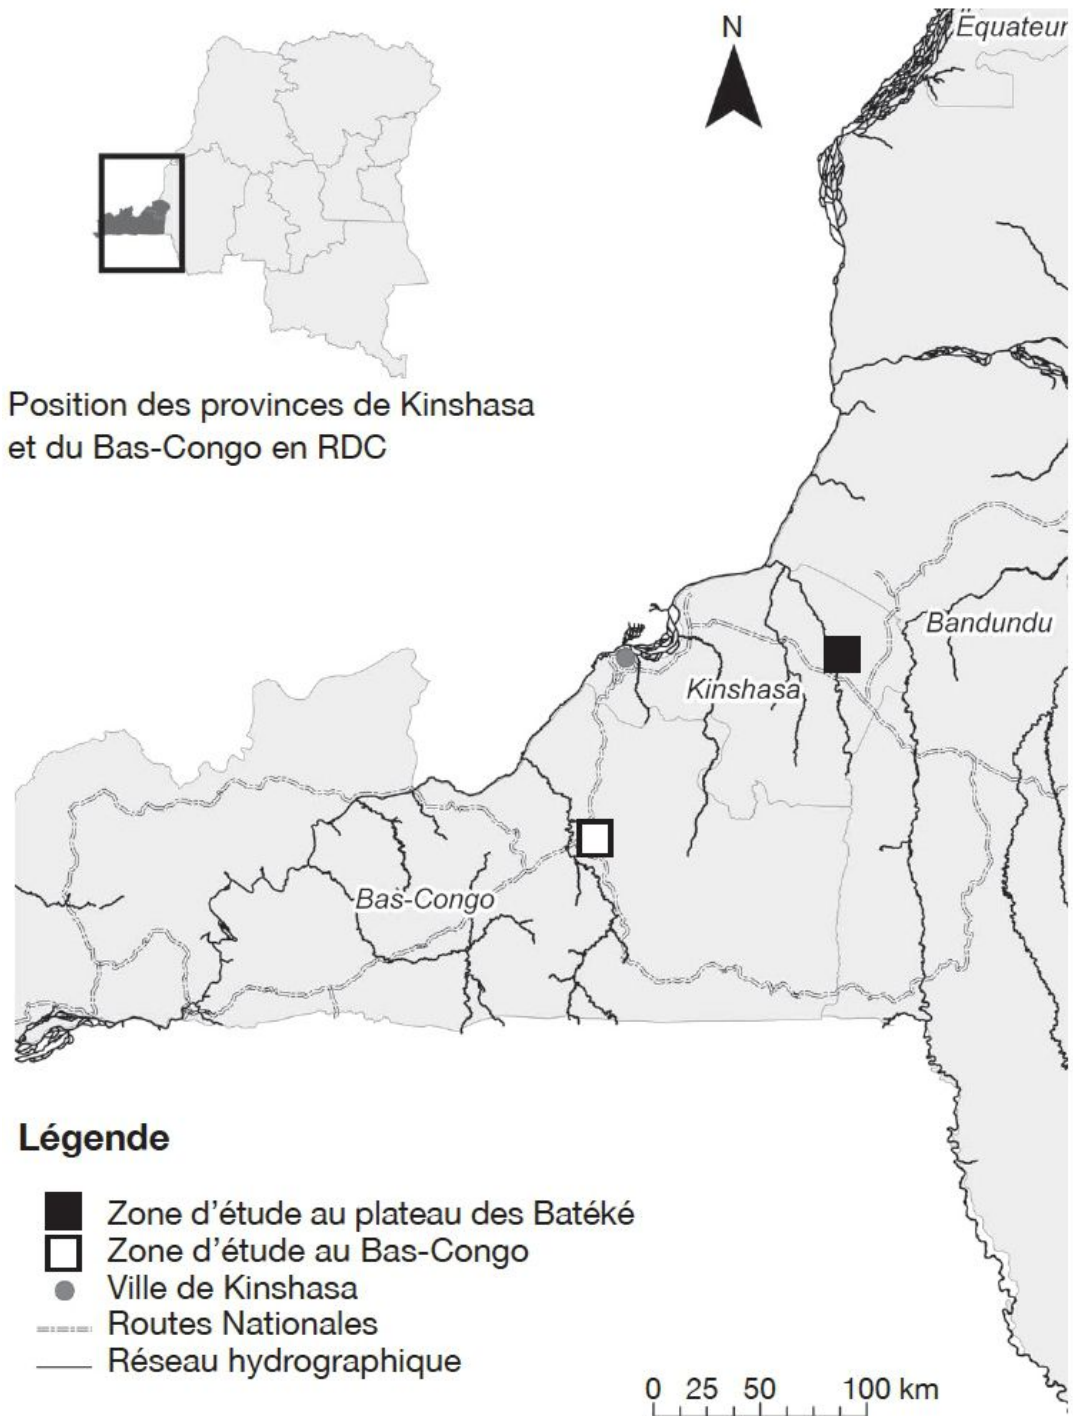 Équateur
N
Position des provinces de Kinshasa
et du Bas-Congo en RDC
Bandundu
Kinshasa
Bas-Congo
Légende
Zone d'étude au plateau des Batéké
Zone d'étude au Bas-Congo
Ville de Kinshasa
Routes Nationales
Réseau hydrographique
0 25 50 100 km